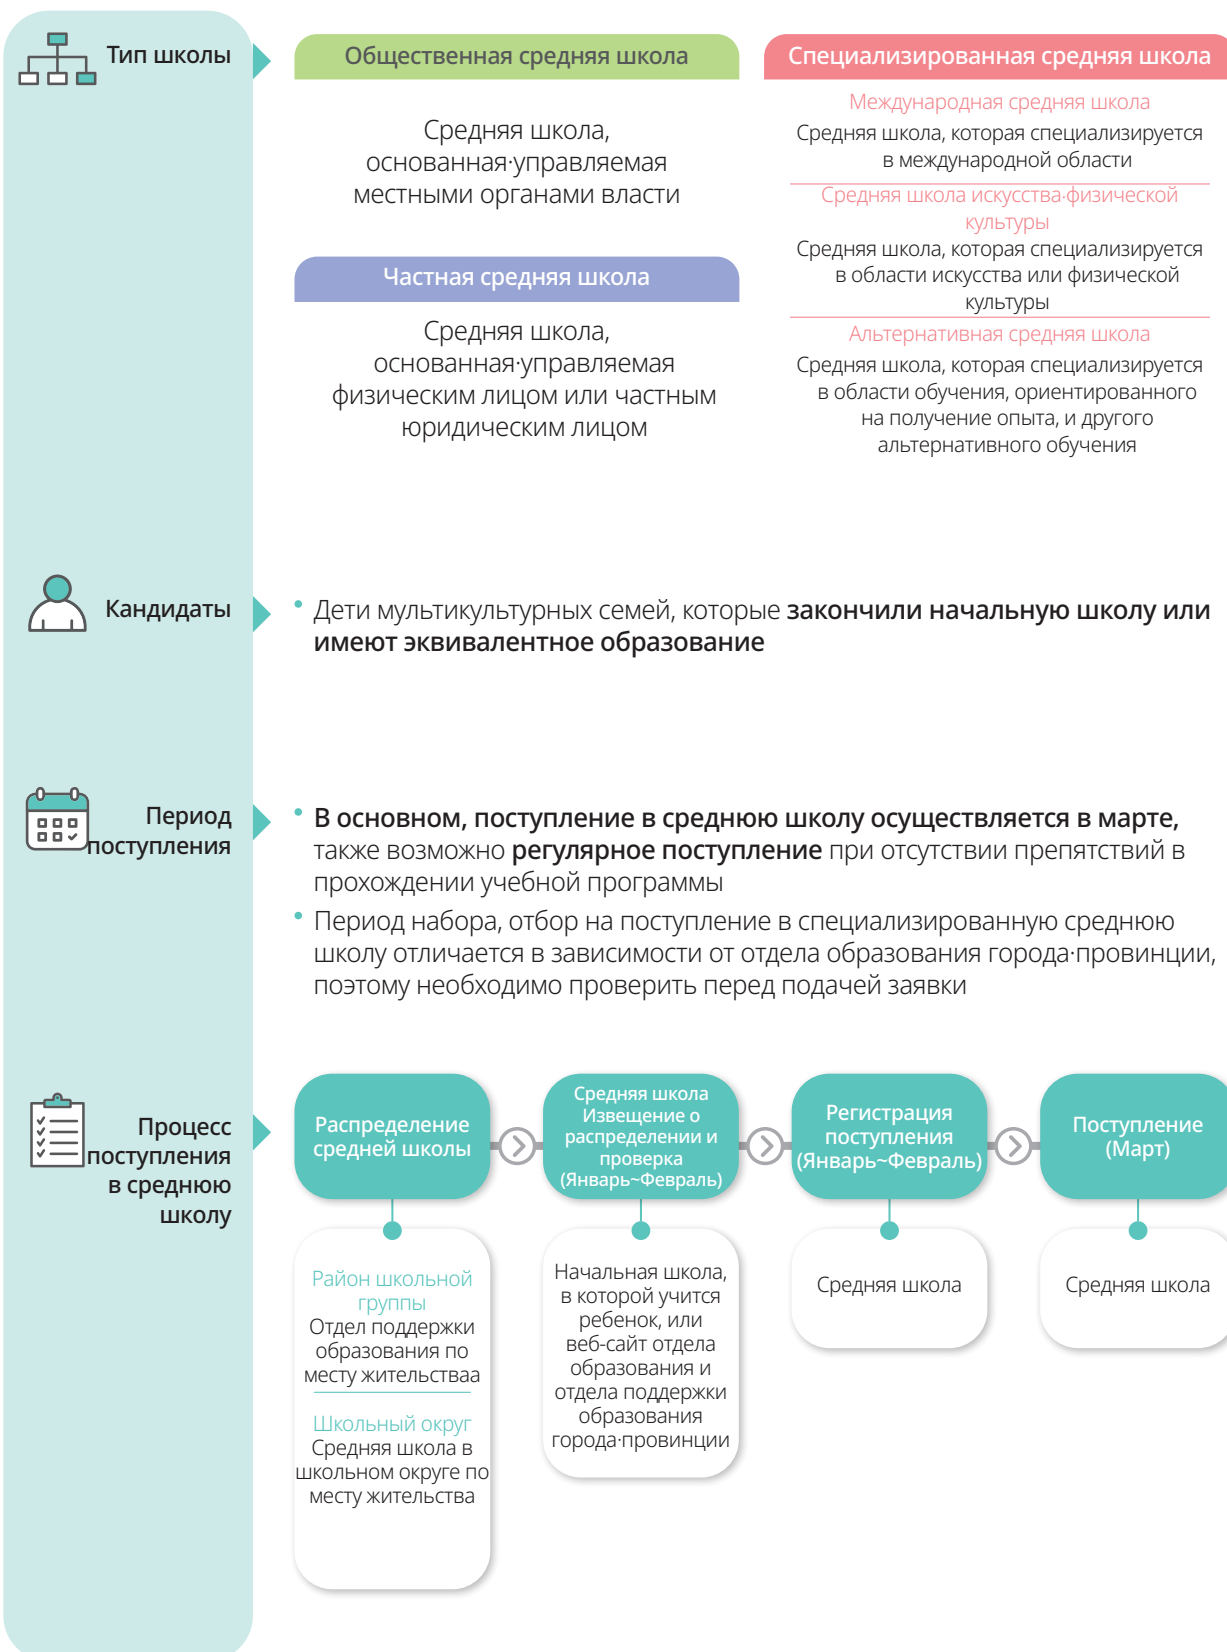 Тип школы
Общественная средняя школа
Средняя школа,
основанная·управляемая
местными органами власти
Частная средняя школа
Средняя школа,
основанная·управляемая
физическим лицом или частным
юридическим лицом
Специализированная средняя школа
Международная средняя школа
Средняя школа, которая специализируется
в международной области
Средняя школа искусства·физической
культуры
Средняя школа, которая специализируется
в области искусства или физической
культуры
Альтернативная средняя школа
Средняя школа, которая специализируется
в области обучения, ориентированного
на получение опыта, и другого
альтернативного обучения
Кандидаты
• Дети мультикультурных семей, которые закончили начальную школу или
имеют эквивалентное образование
Период
поступления
• В основном, поступление в среднюю школу осуществляется в марте,
также возможно регулярное поступление при отсутствии препятствий в
прохождении учебной программы
• Период набора, отбор на поступление в специализированную среднюю
школу отличается в зависимости от отдела образования города·провинции,
поэтому необходимо проверить перед подачей заявки
Процесс
поступления
в среднюю
школу
Распределение
средней школы
Район школьной
группы
Отдел поддержки
образования по
месту жительстваа
Школьный округ
Средняя школа в
школьном округе по
месту жительства
Средняя школа
Извещение о
распределении и
проверка
(Январь~Февраль)
Начальная школа,
в которой учится
ребенок, или
веб-сайт отдела
образования и
отдела поддержки
образования
города·провинции
Регистрация
поступления
(Январь~Февраль)
Средняя школа
Поступление
(Март)
Средняя школа